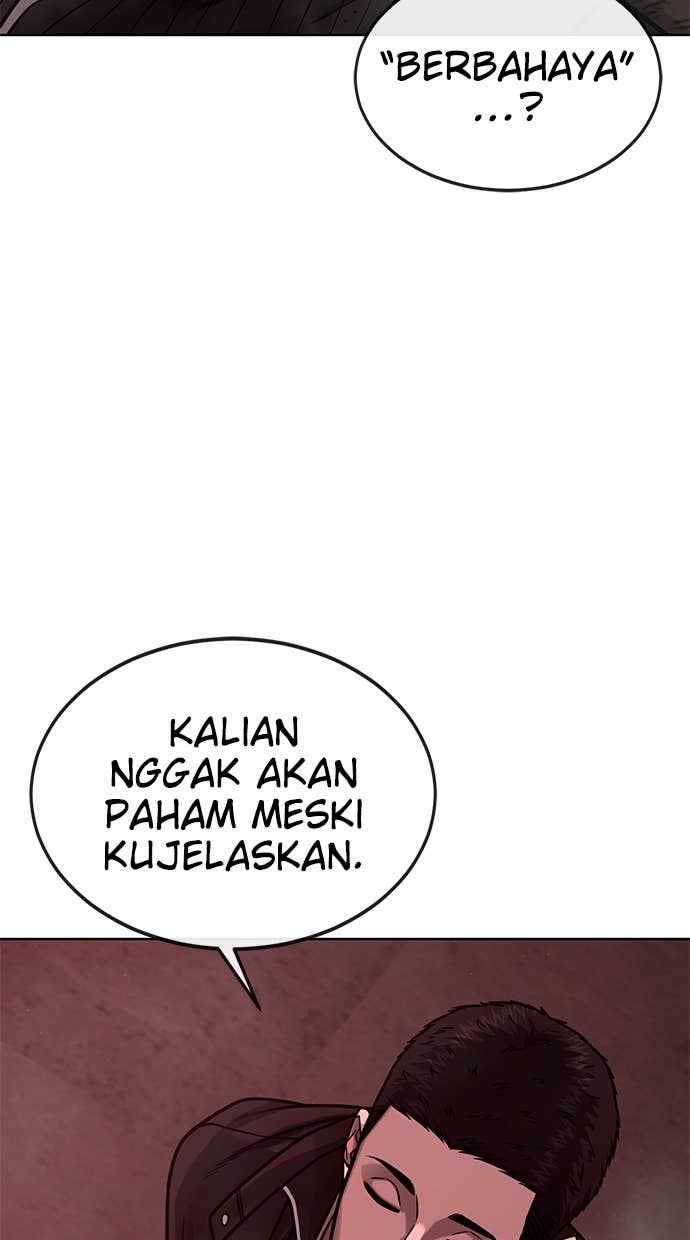 "BERBAHAYA"
...?
KALIAN
NGGAK AKAN
PAHAM MESKI
KUJELASKAN.